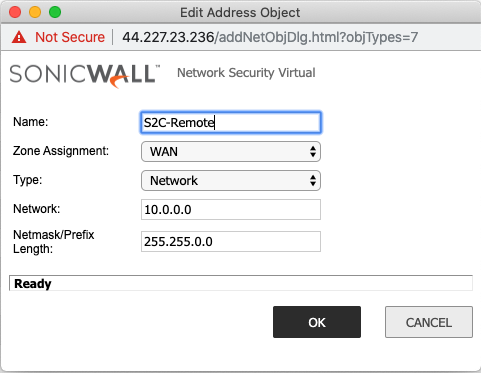 Edit Address Object
Not Secure 44.227.23.236/addNetObjDlg.html?objTypes=7
SONICWALL™ Network Security Virtual
Name: S2C-Remote
Zone Assignment: WAN
Type: Network
Network: 10.0.0.0
Netmask/Prefix
Length: 255.255.0.0
Ready
OK CANCEL